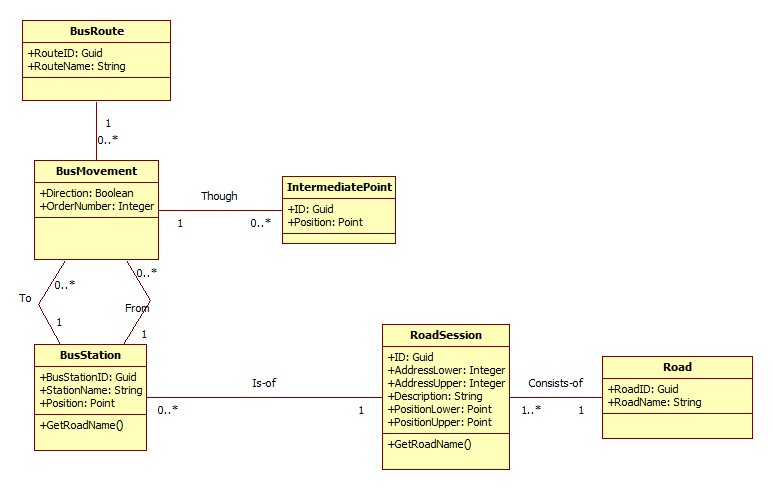 BusRoute
+RouteID: Guid
+RouteName: String
1
0..*
BusMovement
+Direction: Boolean
+OrderNumber: Integer
Though
1
0..*
IntermediatePoint
+ID: Guid
+Position: Point
0..*
0..*
To
From
1
1
BusStation
+BusStationID: Guid
+StationName: String
+Position: Point
+GetRoadName()
Is-of
0..*
1
RoadSession
+ID: Guid
+AddressLower: Integer
+AddressUpper: Integer
+Description: String
+PositionLower: Point
+PositionUpper: Point
+GetRoadName()
Consists-of
1..*
1
Road
+RoadID: Guid
+RoadName: String